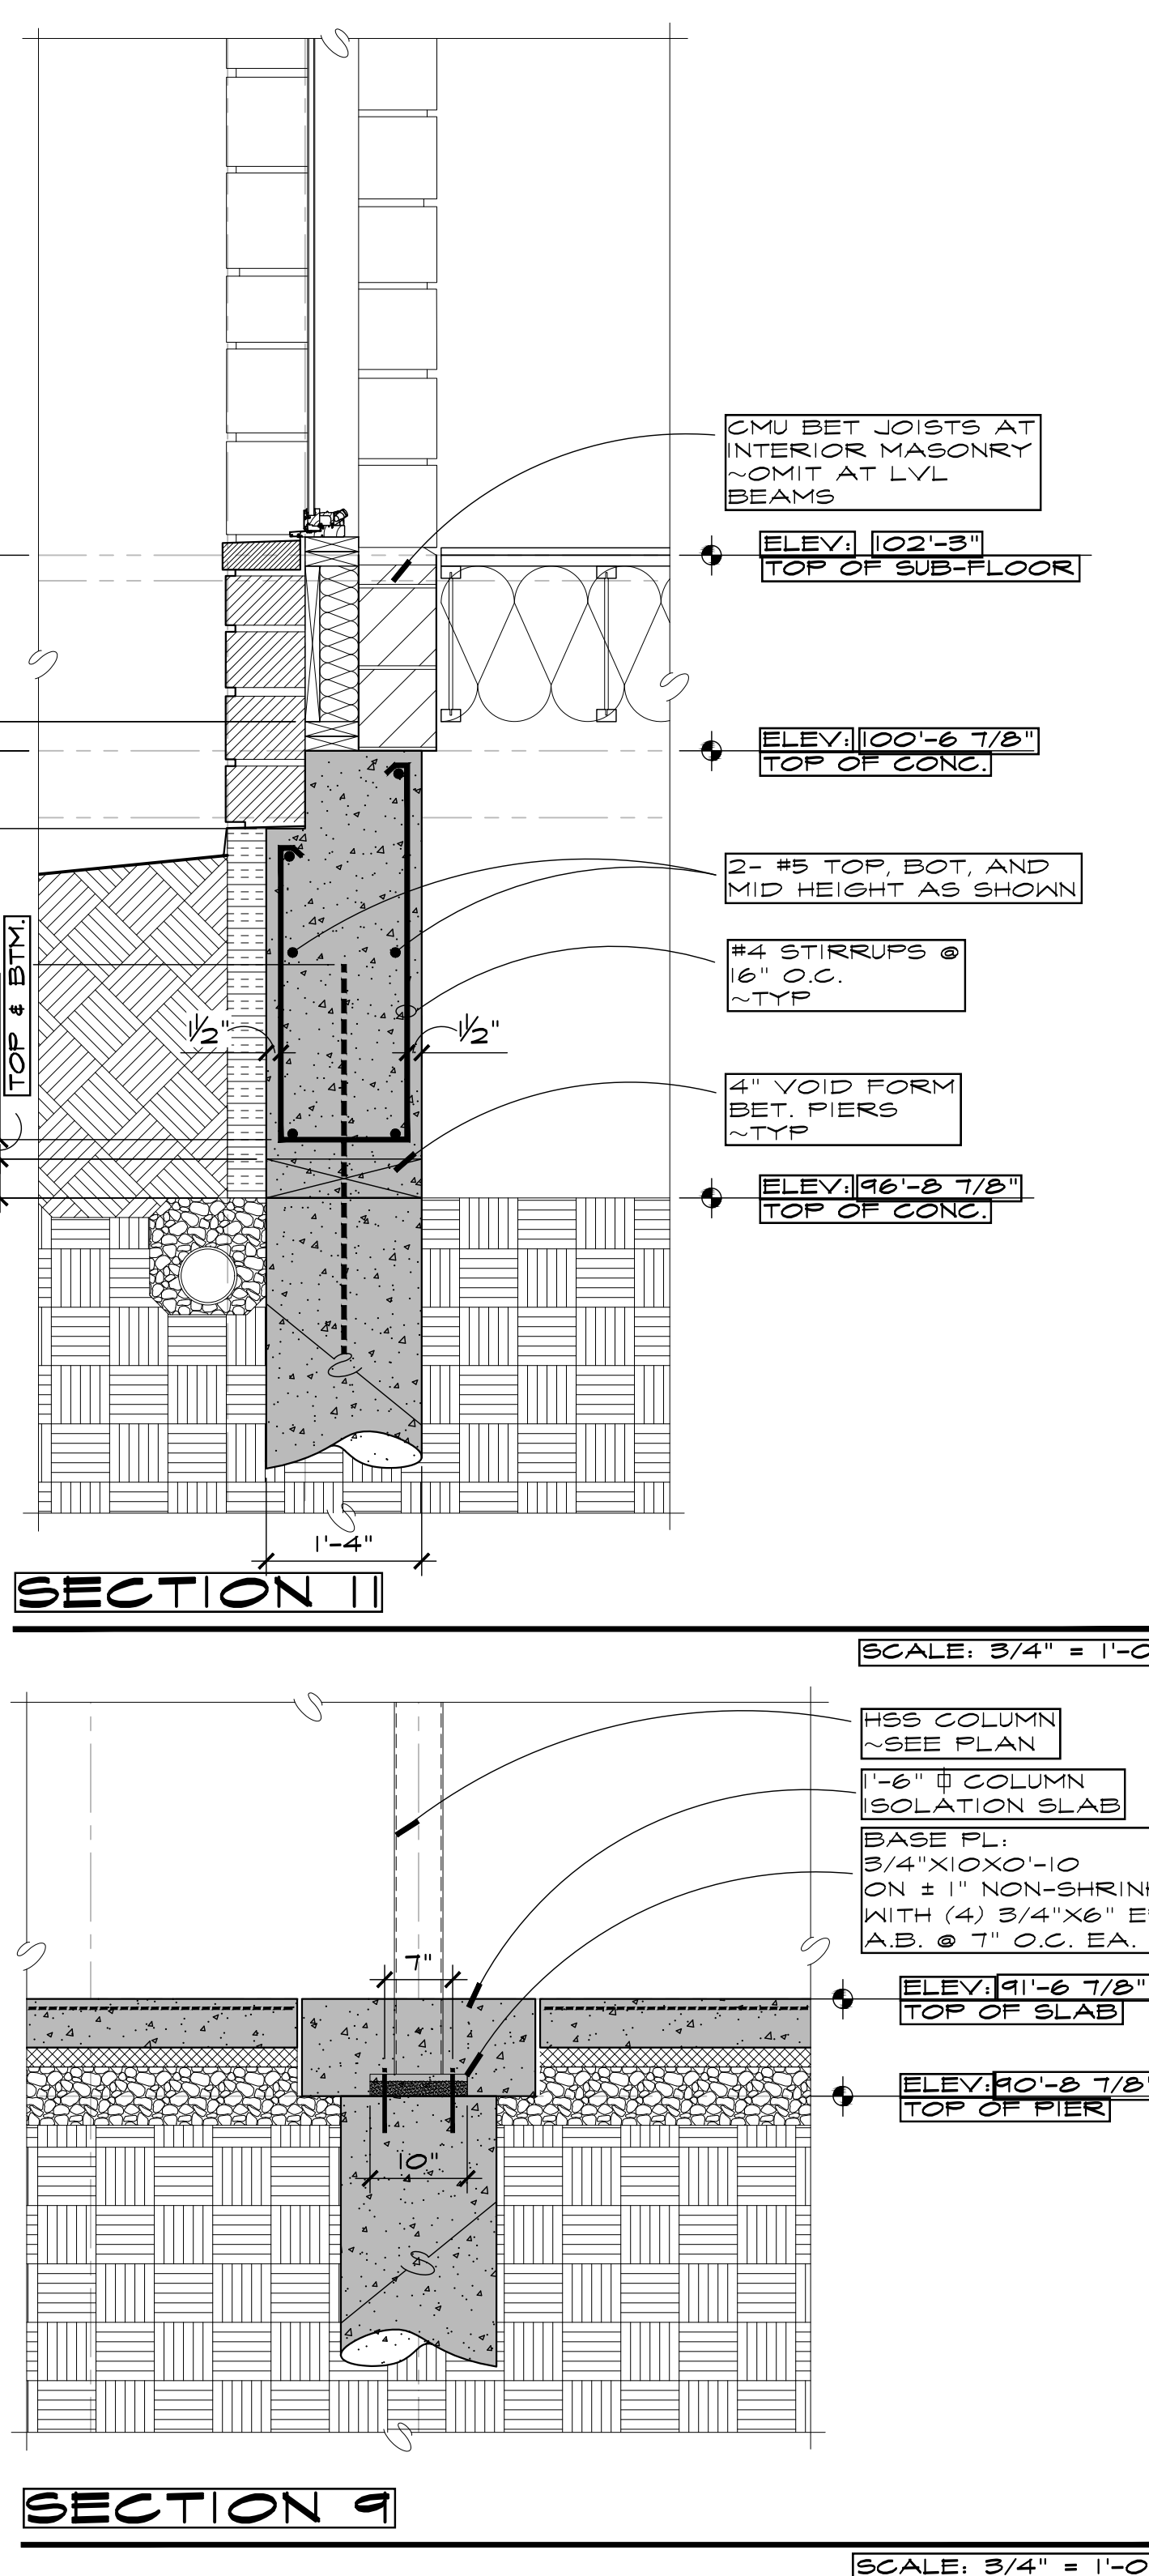 CMU BET JOISTS AT
INTERIOR MASONRY
~OMIT AT LVL
BEAMS
ELEV: 102'-3"
TOP OF SUB-FLOOR
ELEV: 100'-6 7/8"
TOP OF CONC.
2- #5 TOP, BOT, AND
MID HEIGHT AS SHOWN
#4 STIRRUPS @
16" O.C.
~TYP
TOP & BTM.
1 1/2"
1 1/2"
4" VOID FORM
BET. PIERS
~TYP
ELEV: 96'-8 7/8"
TOP OF CONC.
1'-4"
SECTION 11
SCALE: 3/4" = 1'-0
HSS COLUMN
~SEE PLAN
1'-6" ⌷ COLUMN
ISOLATION SLAB
BASE PL:
3/4"X10X0'-10
ON ± 1" NON-SHRIN
WITH (4) 3/4"X6"
A.B. @ 7" O.C. EA.
7"
ELEV: 91'-6 7/8"
TOP OF SLAB
ELEV: 90'-8 7/8"
TOP OF PIER
10"
SECTION 9
SCALE: 3/4" = 1'-0